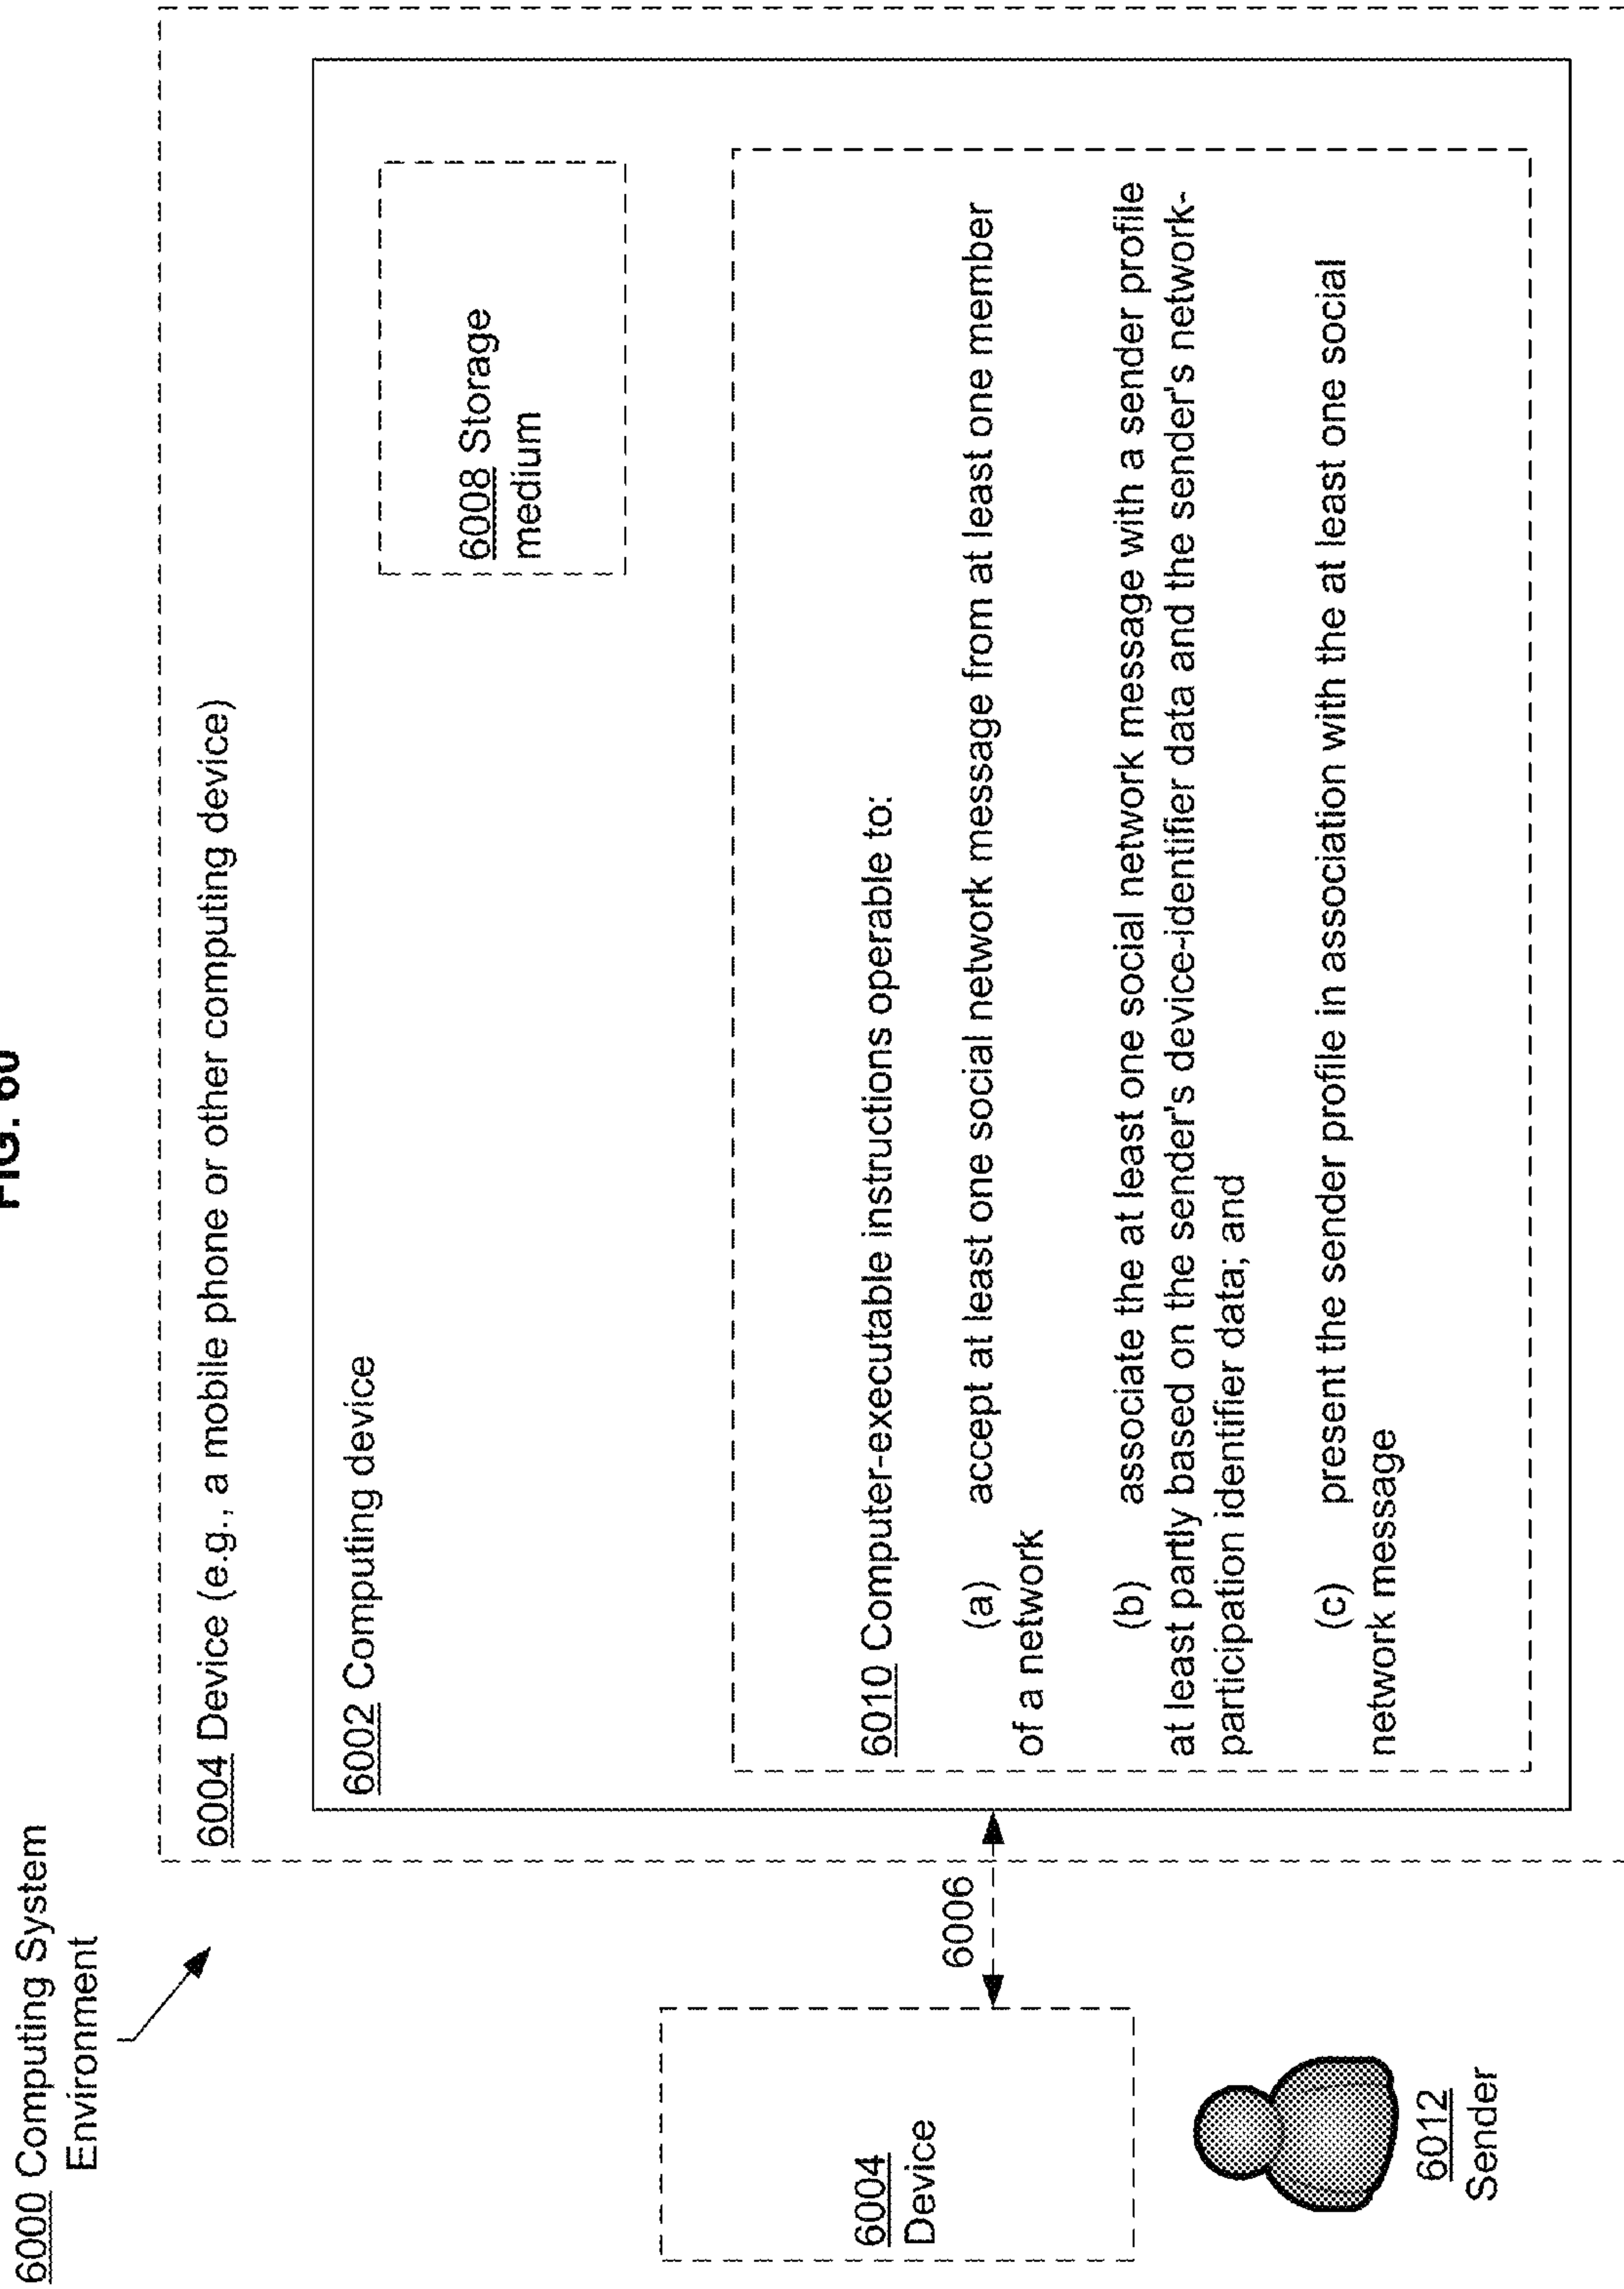 FIG. 60
6000 Computing System
Environment
6004 Device (e.g., a mobile phone or other computing device)
6002 Computing device
6008 Storage
medium
6010 Computer-executable instructions operable to:
(a) accept at least one social network message from at least one member
of a network
(b) associate the at least one social network message with a sender profile
at least partly based on the sender's device-identifier data and the sender's network-
participation identifier data; and
(c) present the sender profile in association with the at least one social
network message
6006
6004
Device
6012
Sender